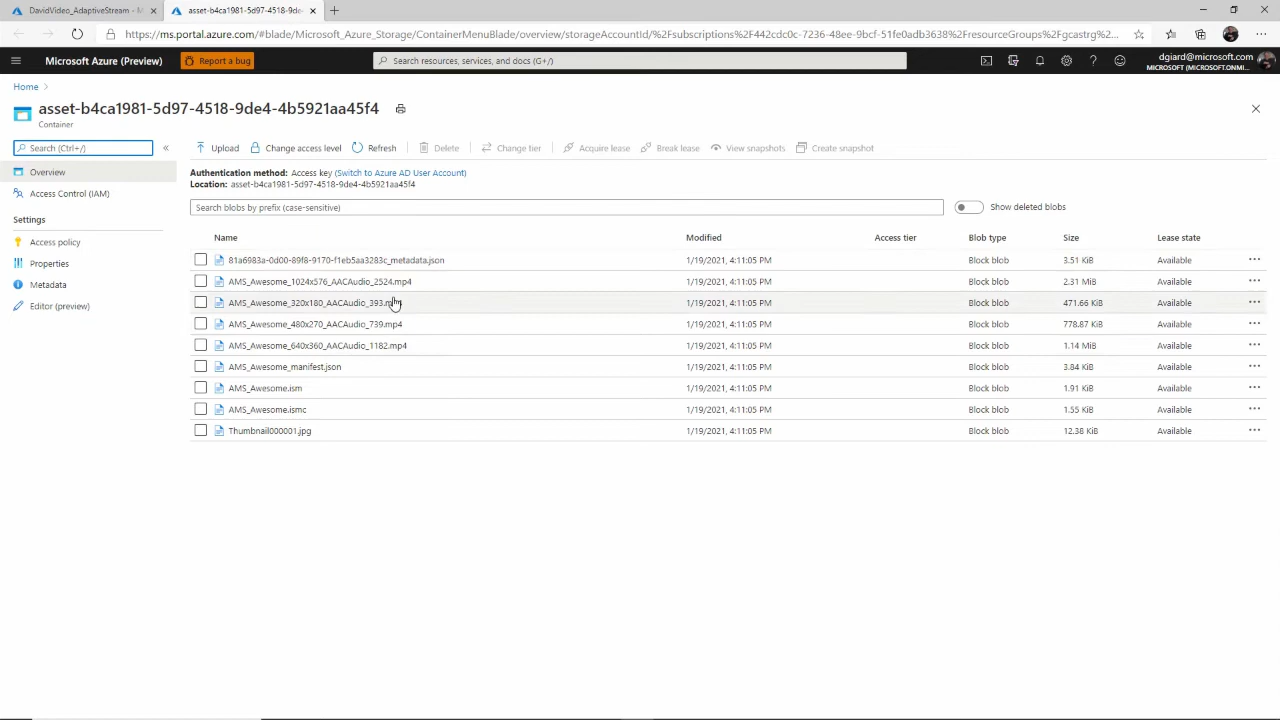 DavidVideo_AdaptiveStream - M
asset-b4ca1981-5d97-4518-9de4-
https://ms.portal.azure.com/#blade/Microsoft_Azure_Storage/ContainerMenuBlade/overview/storageAccountId/%2Fsubscriptions%2F442cdc0c-7236-48ee-9bcf-51fe0adb3638%2FresourceGroups%2Fgcastrg...
Microsoft Azure (Preview)
Report a bug
Search resources, services, and docs (G+/)
dgiard@microsoft.com
MICROSOFT (MICROSOFT.ONMI...
Home
asset-b4ca1981-5d97-4518-9de4-4b5921aa45f4
Container
Search (Ctrl+/)
Upload Change access level Refresh Delete Change tier Acquire lease Break lease View snapshots Create snapshot
Overview
Access Control (IAM)
Settings
Access policy
Properties
Metadata
Editor (preview)
Authentication method: Access key (Switch to Azure AD User Account)
Location: asset-b4ca1981-5d97-4518-9de4-4b5921aa45f4
Search blobs by prefix (case-sensitive)
Show deleted blobs
Name Modified Access tier Blob type Size Lease state
81a6983a-0d00-89f8-9170-f1eb5aa3283c_metadata.json 1/19/2021, 4:11:05 PM Block blob 3.51 KiB Available
AMS_Awesome_1024x576_AACAudio_2524.mp4 1/19/2021, 4:11:05 PM Block blob 2.31 MiB Available
AMS_Awesome_320x180_AACAudio_393.mp4 1/19/2021, 4:11:05 PM Block blob 471.66 KiB Available
AMS_Awesome_480x270_AACAudio_739.mp4 1/19/2021, 4:11:05 PM Block blob 778.87 KiB Available
AMS_Awesome_640x360_AACAudio_1182.mp4 1/19/2021, 4:11:05 PM Block blob 1.14 MiB Available
AMS_Awesome_manifest.json 1/19/2021, 4:11:05 PM Block blob 3.84 KiB Available
AMS_Awesome.ism 1/19/2021, 4:11:05 PM Block blob 1.91 KiB Available
AMS_Awesome.ismc 1/19/2021, 4:11:05 PM Block blob 1.55 KiB Available
Thumbnail000001.jpg 1/19/2021, 4:11:05 PM Block blob 12.38 KiB Available